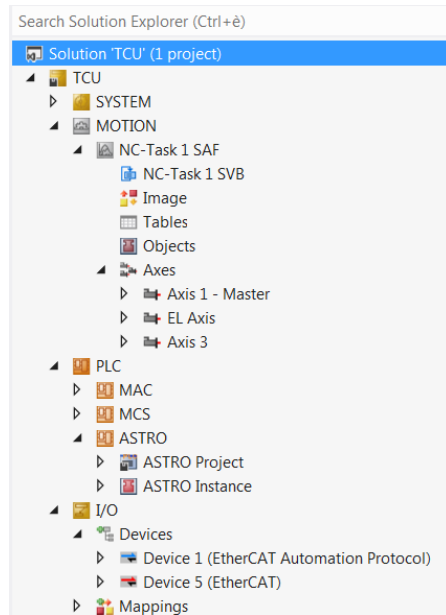 Search Solution Explorer (Ctrl+è)
Solution 'TCU' (1 project)
TCU
SYSTEM
MOTION
NC-Task 1 SAF
NC-Task 1 SVB
Image
Tables
Objects
Axes
Axis 1 - Master
EL Axis
Axis 3
PLC
MAC
MCS
ASTRO
ASTRO Project
ASTRO Instance
I/O
Devices
Device 1 (EtherCAT Automation Protocol)
Device 5 (EtherCAT)
Mappings